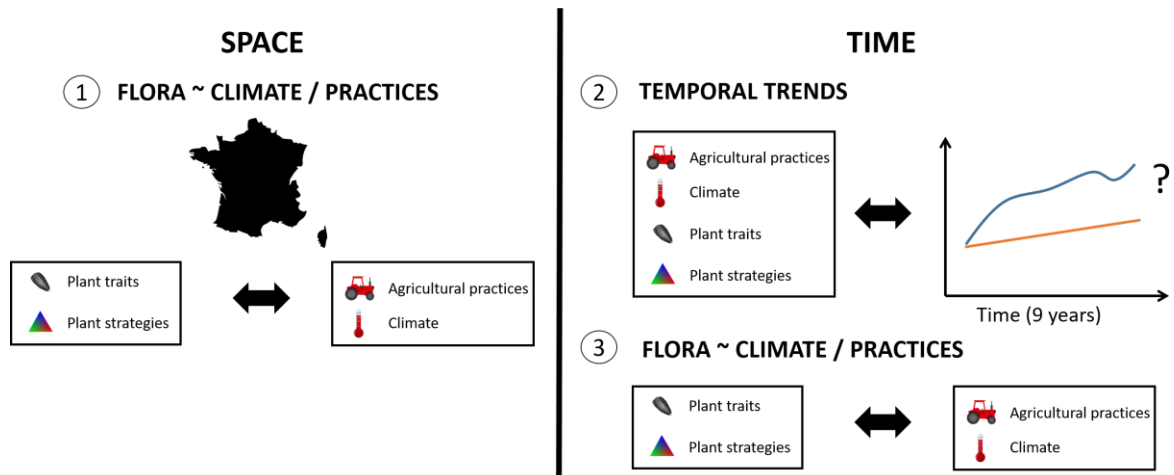 SPACE
1 FLORA ~ CLIMATE / PRACTICES
Plant traits
Plant strategies
Agricultural practices
Climate
TIME
2 TEMPORAL TRENDS
Agricultural practices
Climate
Plant traits
Plant strategies
?
Time (9 years)
3 FLORA ~ CLIMATE / PRACTICES
Plant traits
Plant strategies
Agricultural practices
Climate